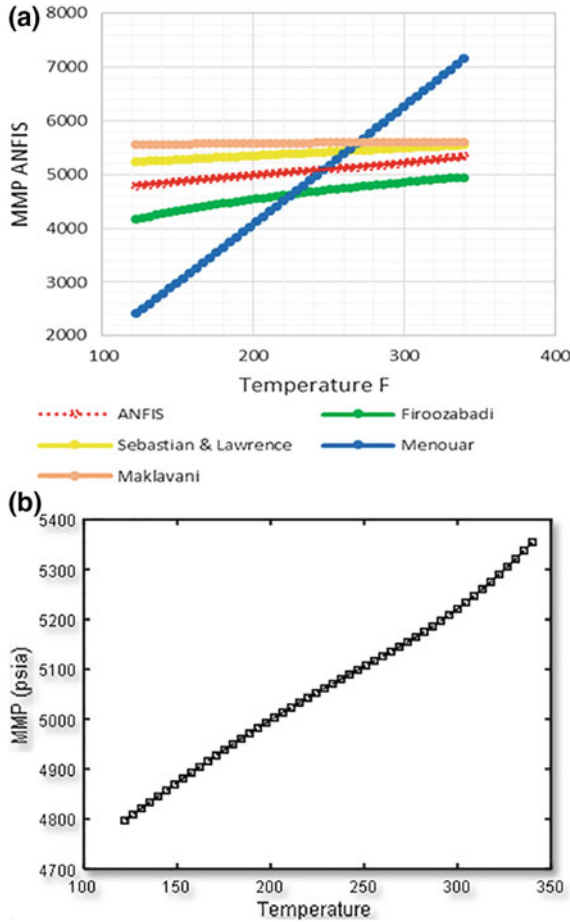 (a)
8000
7000
6000
5000
4000
3000
2000
MMP ANFIS
100 200 300 400
Temperature F
ANFIS Firoozabadi
Sebastian & Lawrence Menouar
Maklavani
(b)
5400
5300
5200
5100
5000
4900
4800
4700
MMP (psia)
100 150 200 250 300 350
Temperature